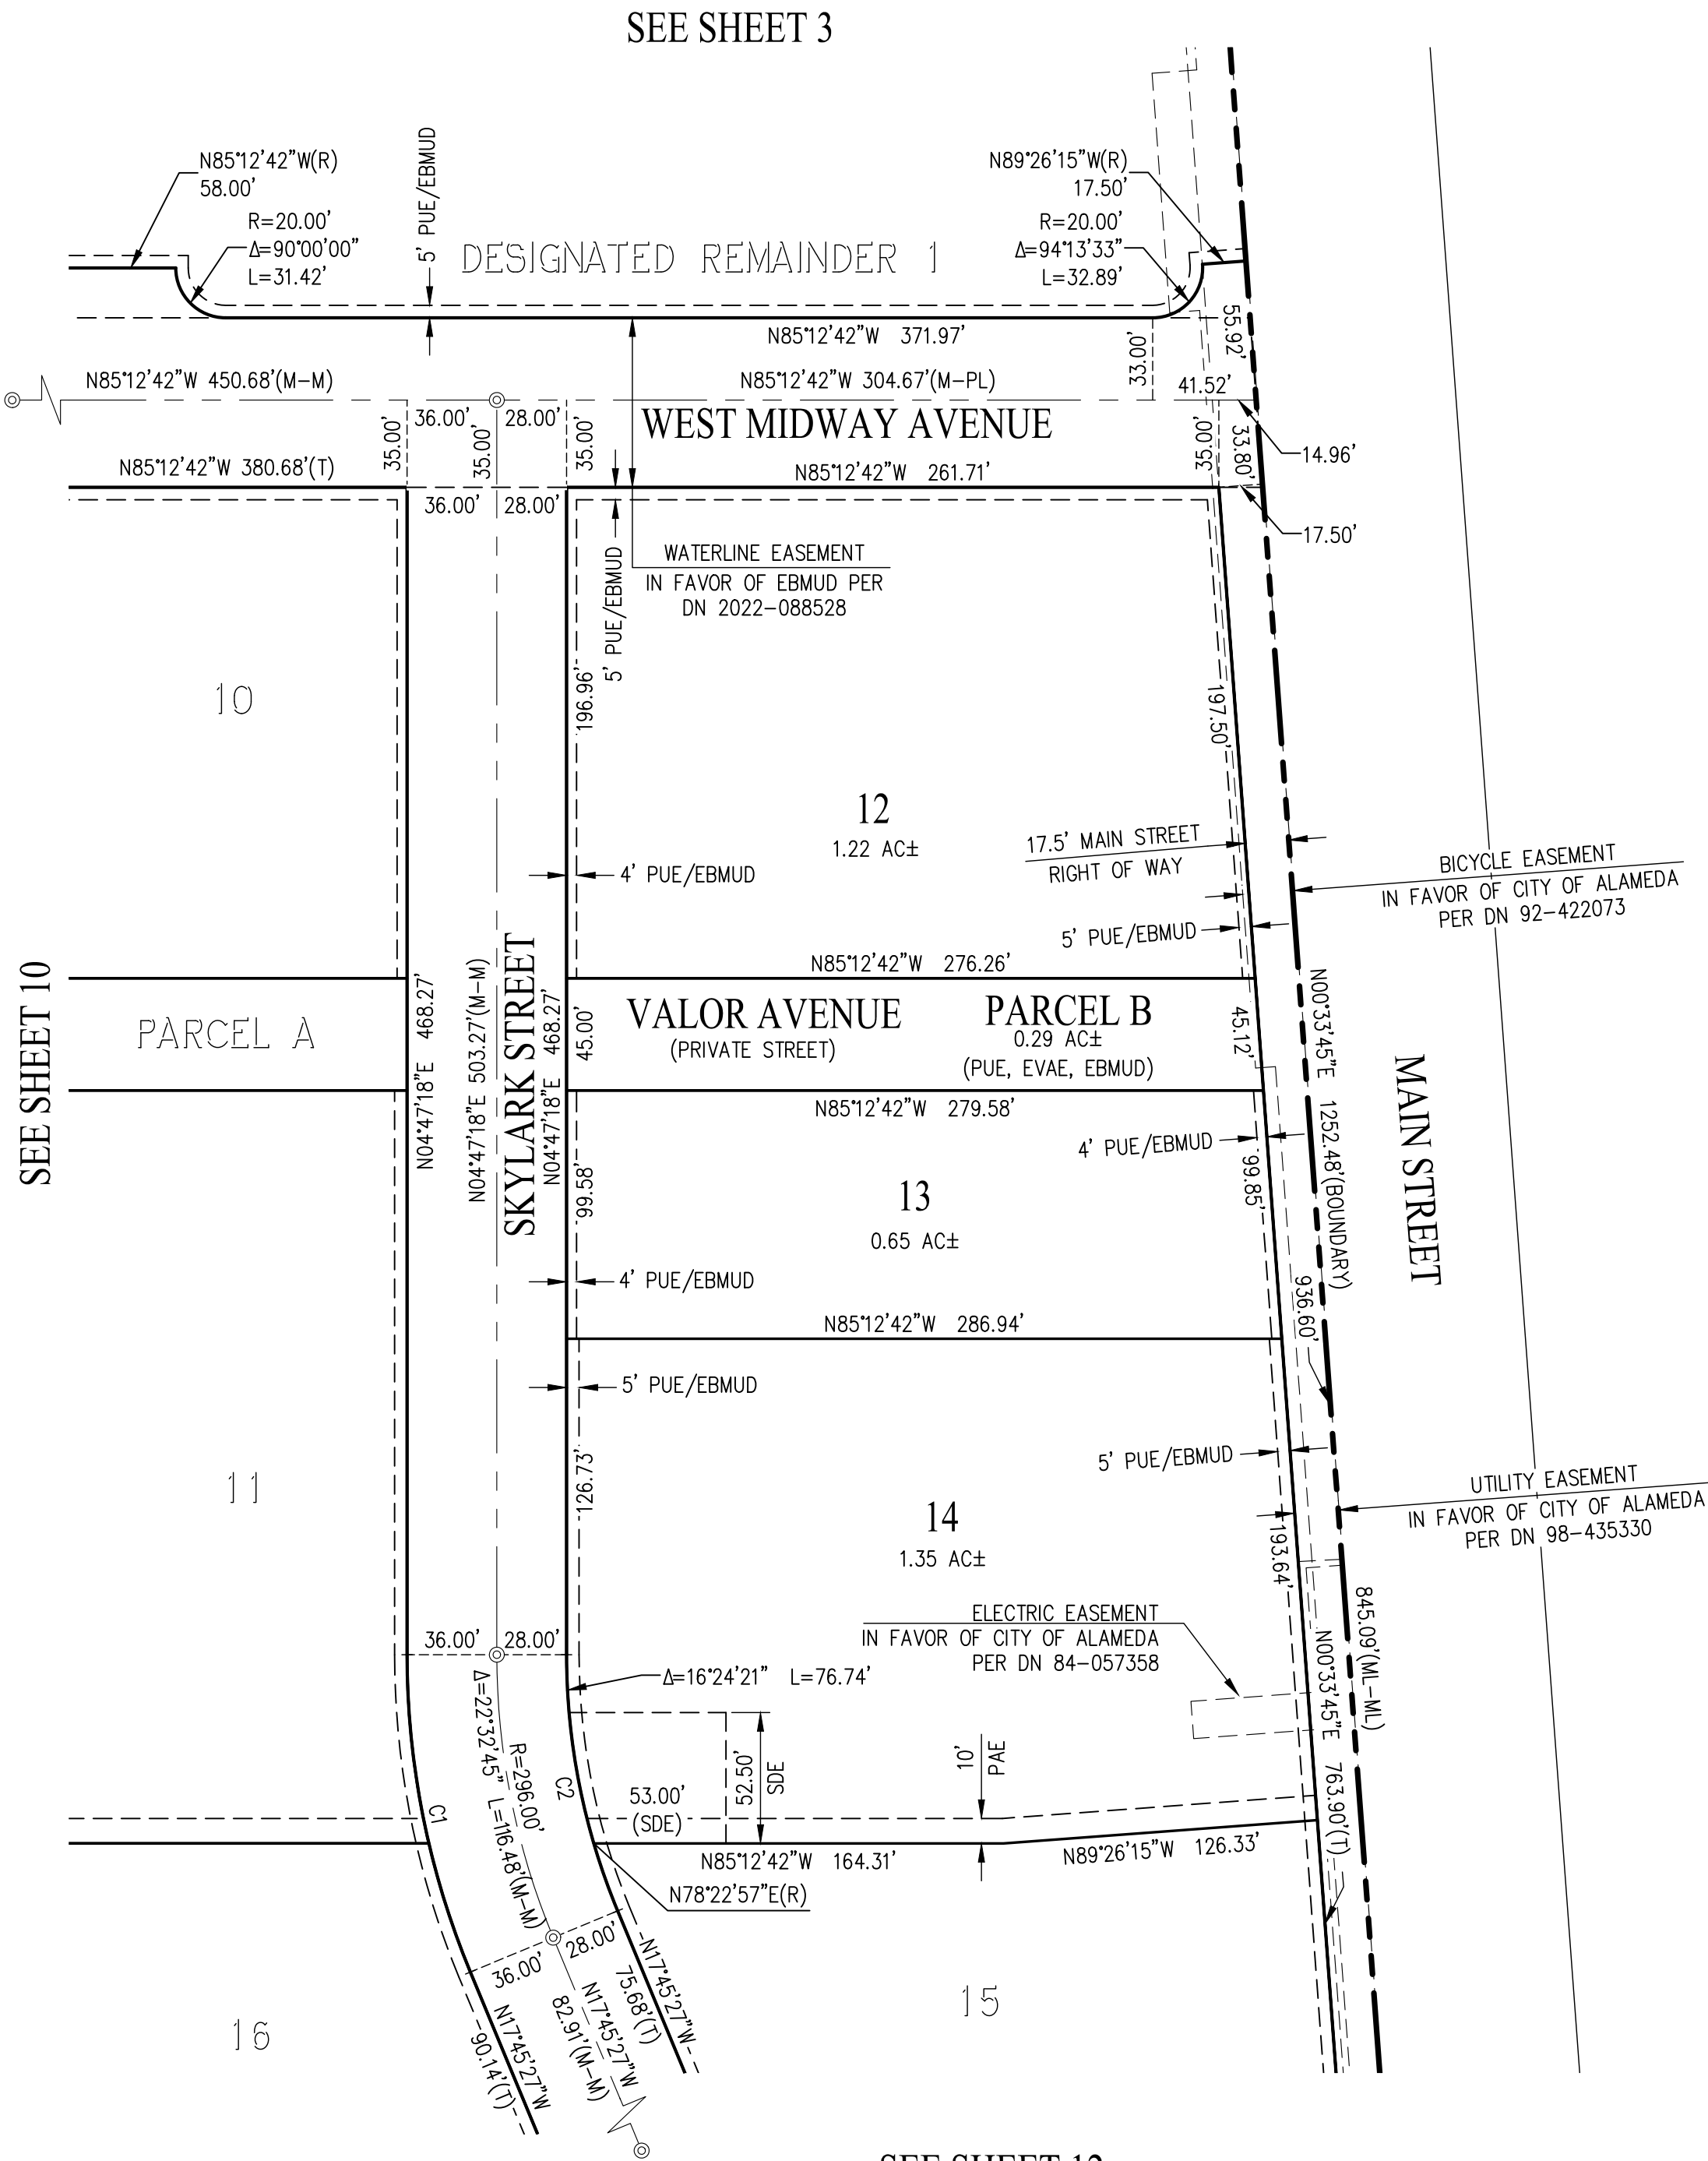 SEE SHEET 3
N85°12'42"W(R)
58.00'
R=20.00'
Δ=90°00'00"
L=31.42'
5' PUE/EBMUD
DESIGNATED REMAINDER 1
N89°26'15"W(R)
17.50'
R=20.00'
Δ=94°13'33"
L=32.89'
N85°12'42"W 371.97'
33.00'
55.92'
N85°12'42"W 450.68'(M-M)
N85°12'42"W 304.67'(M-PL)
41.52'
36.00'
28.00'
35.00'
35.00'
35.00'
WEST MIDWAY AVENUE
35.00'
33.80'
14.96'
N85°12'42"W 380.68'(T)
N85°12'42"W 261.71'
36.00'
28.00'
17.50'
5' PUE/EBMUD
WATERLINE EASEMENT
IN FAVOR OF EBMUD PER
DN 2022-088528
10
196.96'
197.50'
12
1.22 AC±
4' PUE/EBMUD
17.5' MAIN STREET
RIGHT OF WAY
BICYCLE EASEMENT
IN FAVOR OF CITY OF ALAMEDA
PER DN 92-422073
5' PUE/EBMUD
N85°12'42"W 276.26'
SEE SHEET 10
PARCEL A
N04°47'18"E 468.27'
N04°47'18"E 503.27'(M-M)
SKYLARK STREET
N04°47'18"E 468.27'
45.00'
VALOR AVENUE
(PRIVATE STREET)
PARCEL B
0.29 AC±
(PUE, EVAE, EBMUD)
45.12'
N00°33'45"E 1252.48'(BOUNDARY)
MAIN STREET
N85°12'42"W 279.58'
4' PUE/EBMUD
99.58'
99.85'
13
0.65 AC±
4' PUE/EBMUD
936.60'
N85°12'42"W 286.94'
5' PUE/EBMUD
126.73'
11
5' PUE/EBMUD
14
1.35 AC±
193.64'
UTILITY EASEMENT
IN FAVOR OF CITY OF ALAMEDA
PER DN 98-435330
ELECTRIC EASEMENT
IN FAVOR OF CITY OF ALAMEDA
PER DN 84-057358
845.09'(ML-ML)
N00°33'45"E 763.90'(T)
36.00'
28.00'
Δ=16°24'21" L=76.74'
Δ=22°32'45" L=116.48'(M-M)
R=296.00'
C1
C2
53.00'
(SDE)
52.50'
SDE
10'
PAE
N85°12'42"W 164.31'
N89°26'15"W 126.33'
N78°22'57"E(R)
36.00'
28.00'
N17°45'27"W
75.68'(T)
N17°45'27"W
82.91'(M-M)
N17°45'27"W
90.14'(T)
15
16
SEE SHEET 12